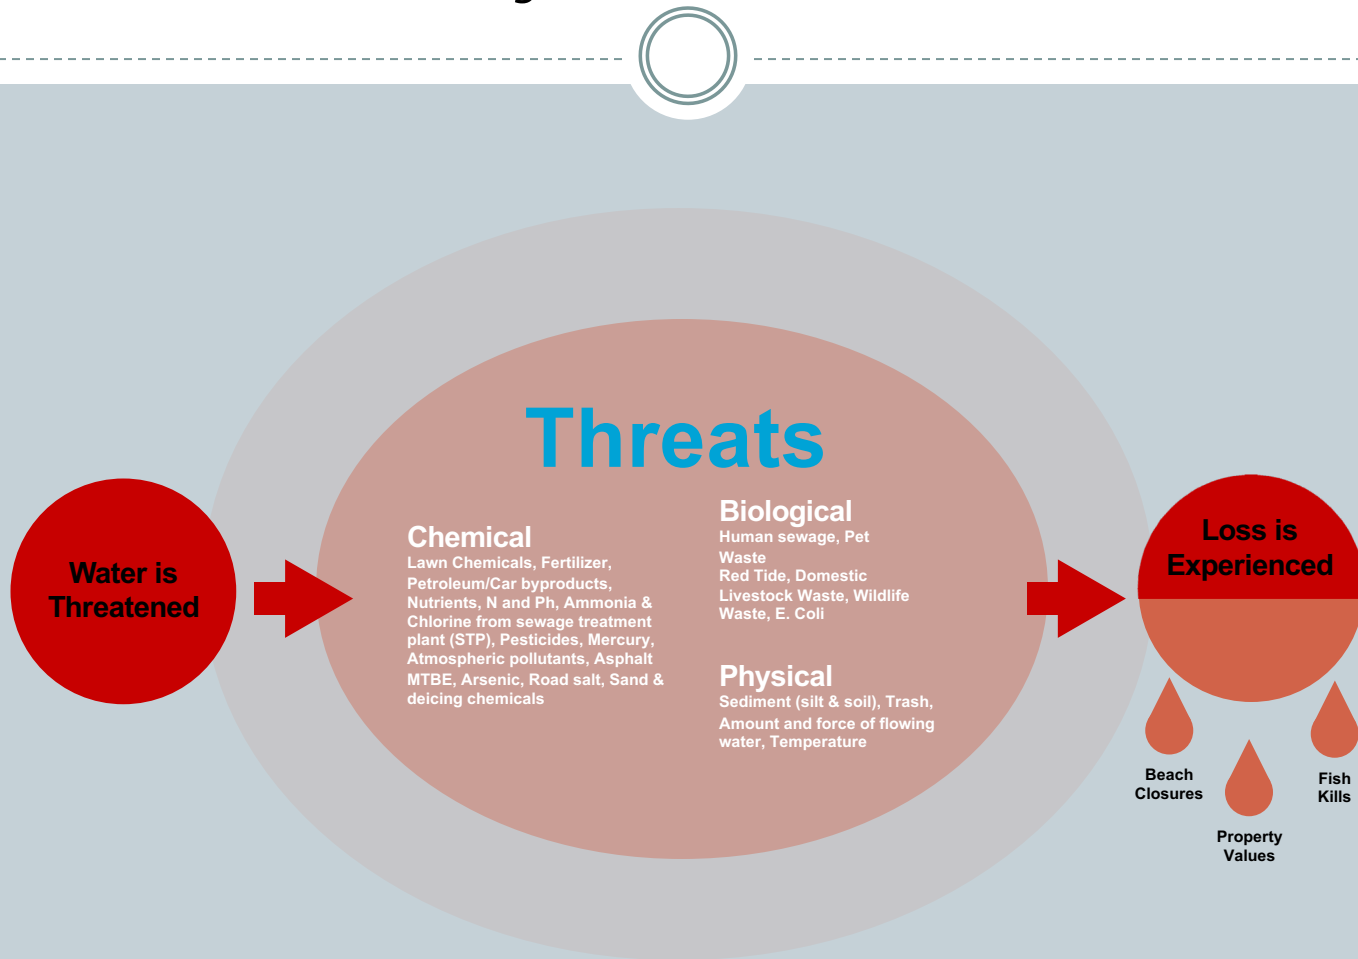 Threats
Water is
Threatened
Chemical
Lawn Chemicals, Fertilizer,
Petroleum/Car byproducts,
Nutrients, N and Ph, Ammonia &
Chlorine from sewage treatment
plant (STP), Pesticides, Mercury,
Atmospheric pollutants, Asphalt
MTBE, Arsenic, Road salt, Sand &
deicing chemicals
Biological
Human sewage, Pet
Waste
Red Tide, Domestic
Livestock Waste, Wildlife
Waste, E. Coli
Physical
Sediment (silt & soil), Trash,
Amount and force of flowing
water, Temperature
Loss is
Experienced
Beach
Closures
Property
Values
Fish
Kills